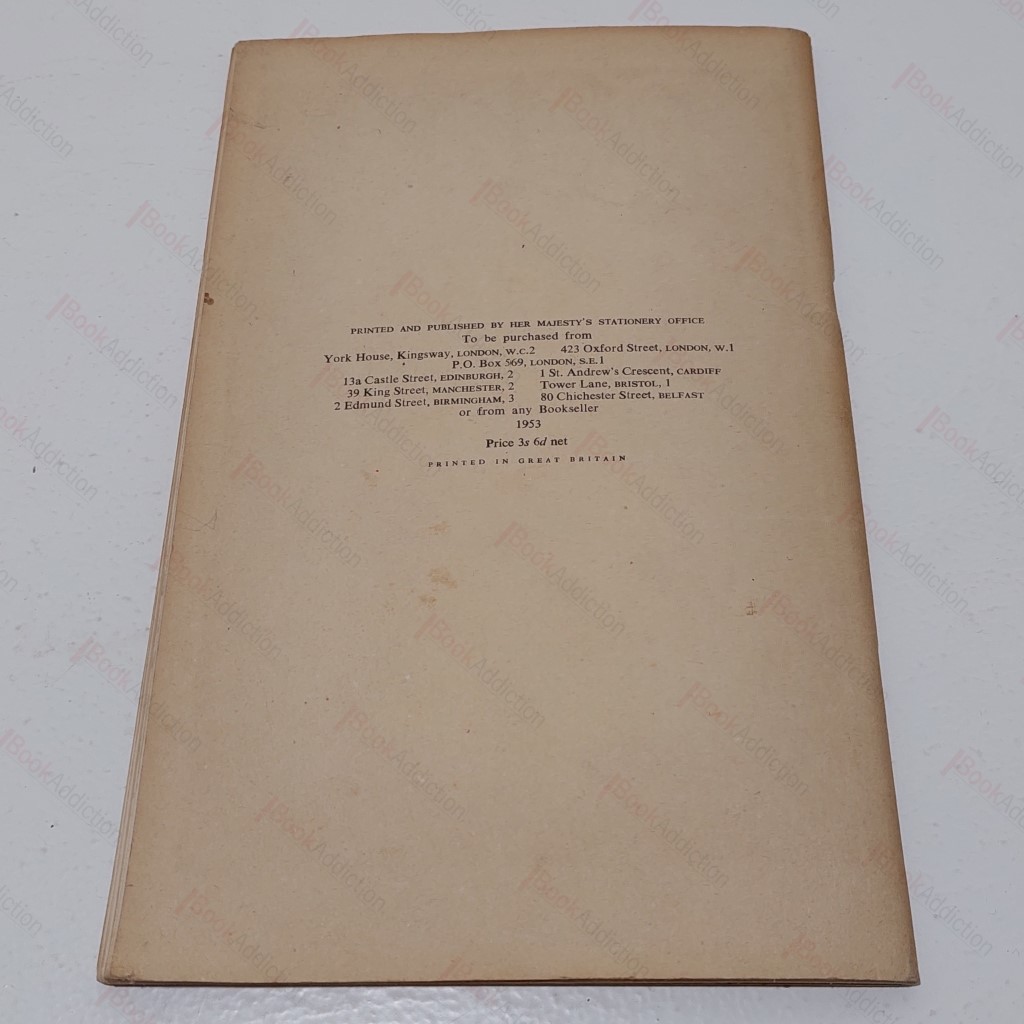 PRINTED AND PUBLISHED BY HER MAJESTY'S STATIONERY OFFICE
To be purchased from
York House, Kingsway, LONDON, W.C.2 423 Oxford Street, LONDON, W.1
P.O. Box 569, LONDON, S.E.1
13a Castle Street, EDINBURGH, 2 1 St. Andrew's Crescent, CARDIFF
39 King Street, MANCHESTER, 2 Tower Lane, BRISTOL, 1
2 Edmund Street, BIRMINGHAM, 3 80 Chichester Street, BELFAST
or from any Bookseller
1953
Price 3s 6d net
PRINTED IN GREAT BRITAIN
BookAddiction